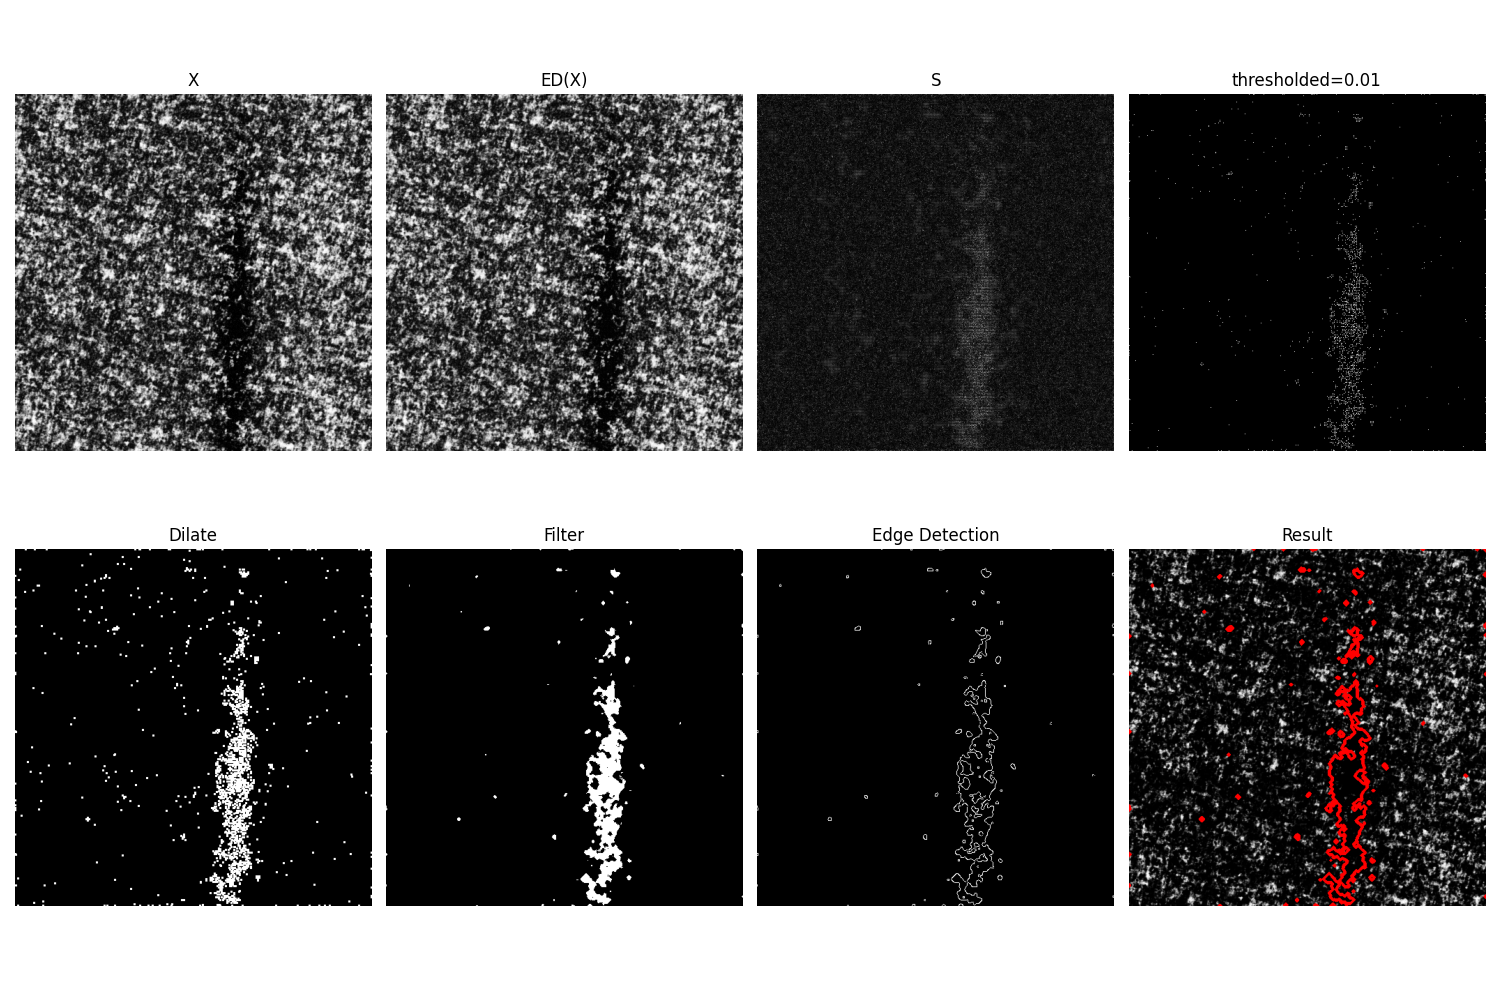 X
ED(X)
S
thresholded=0.01
Dilate
Filter
Edge Detection
Result